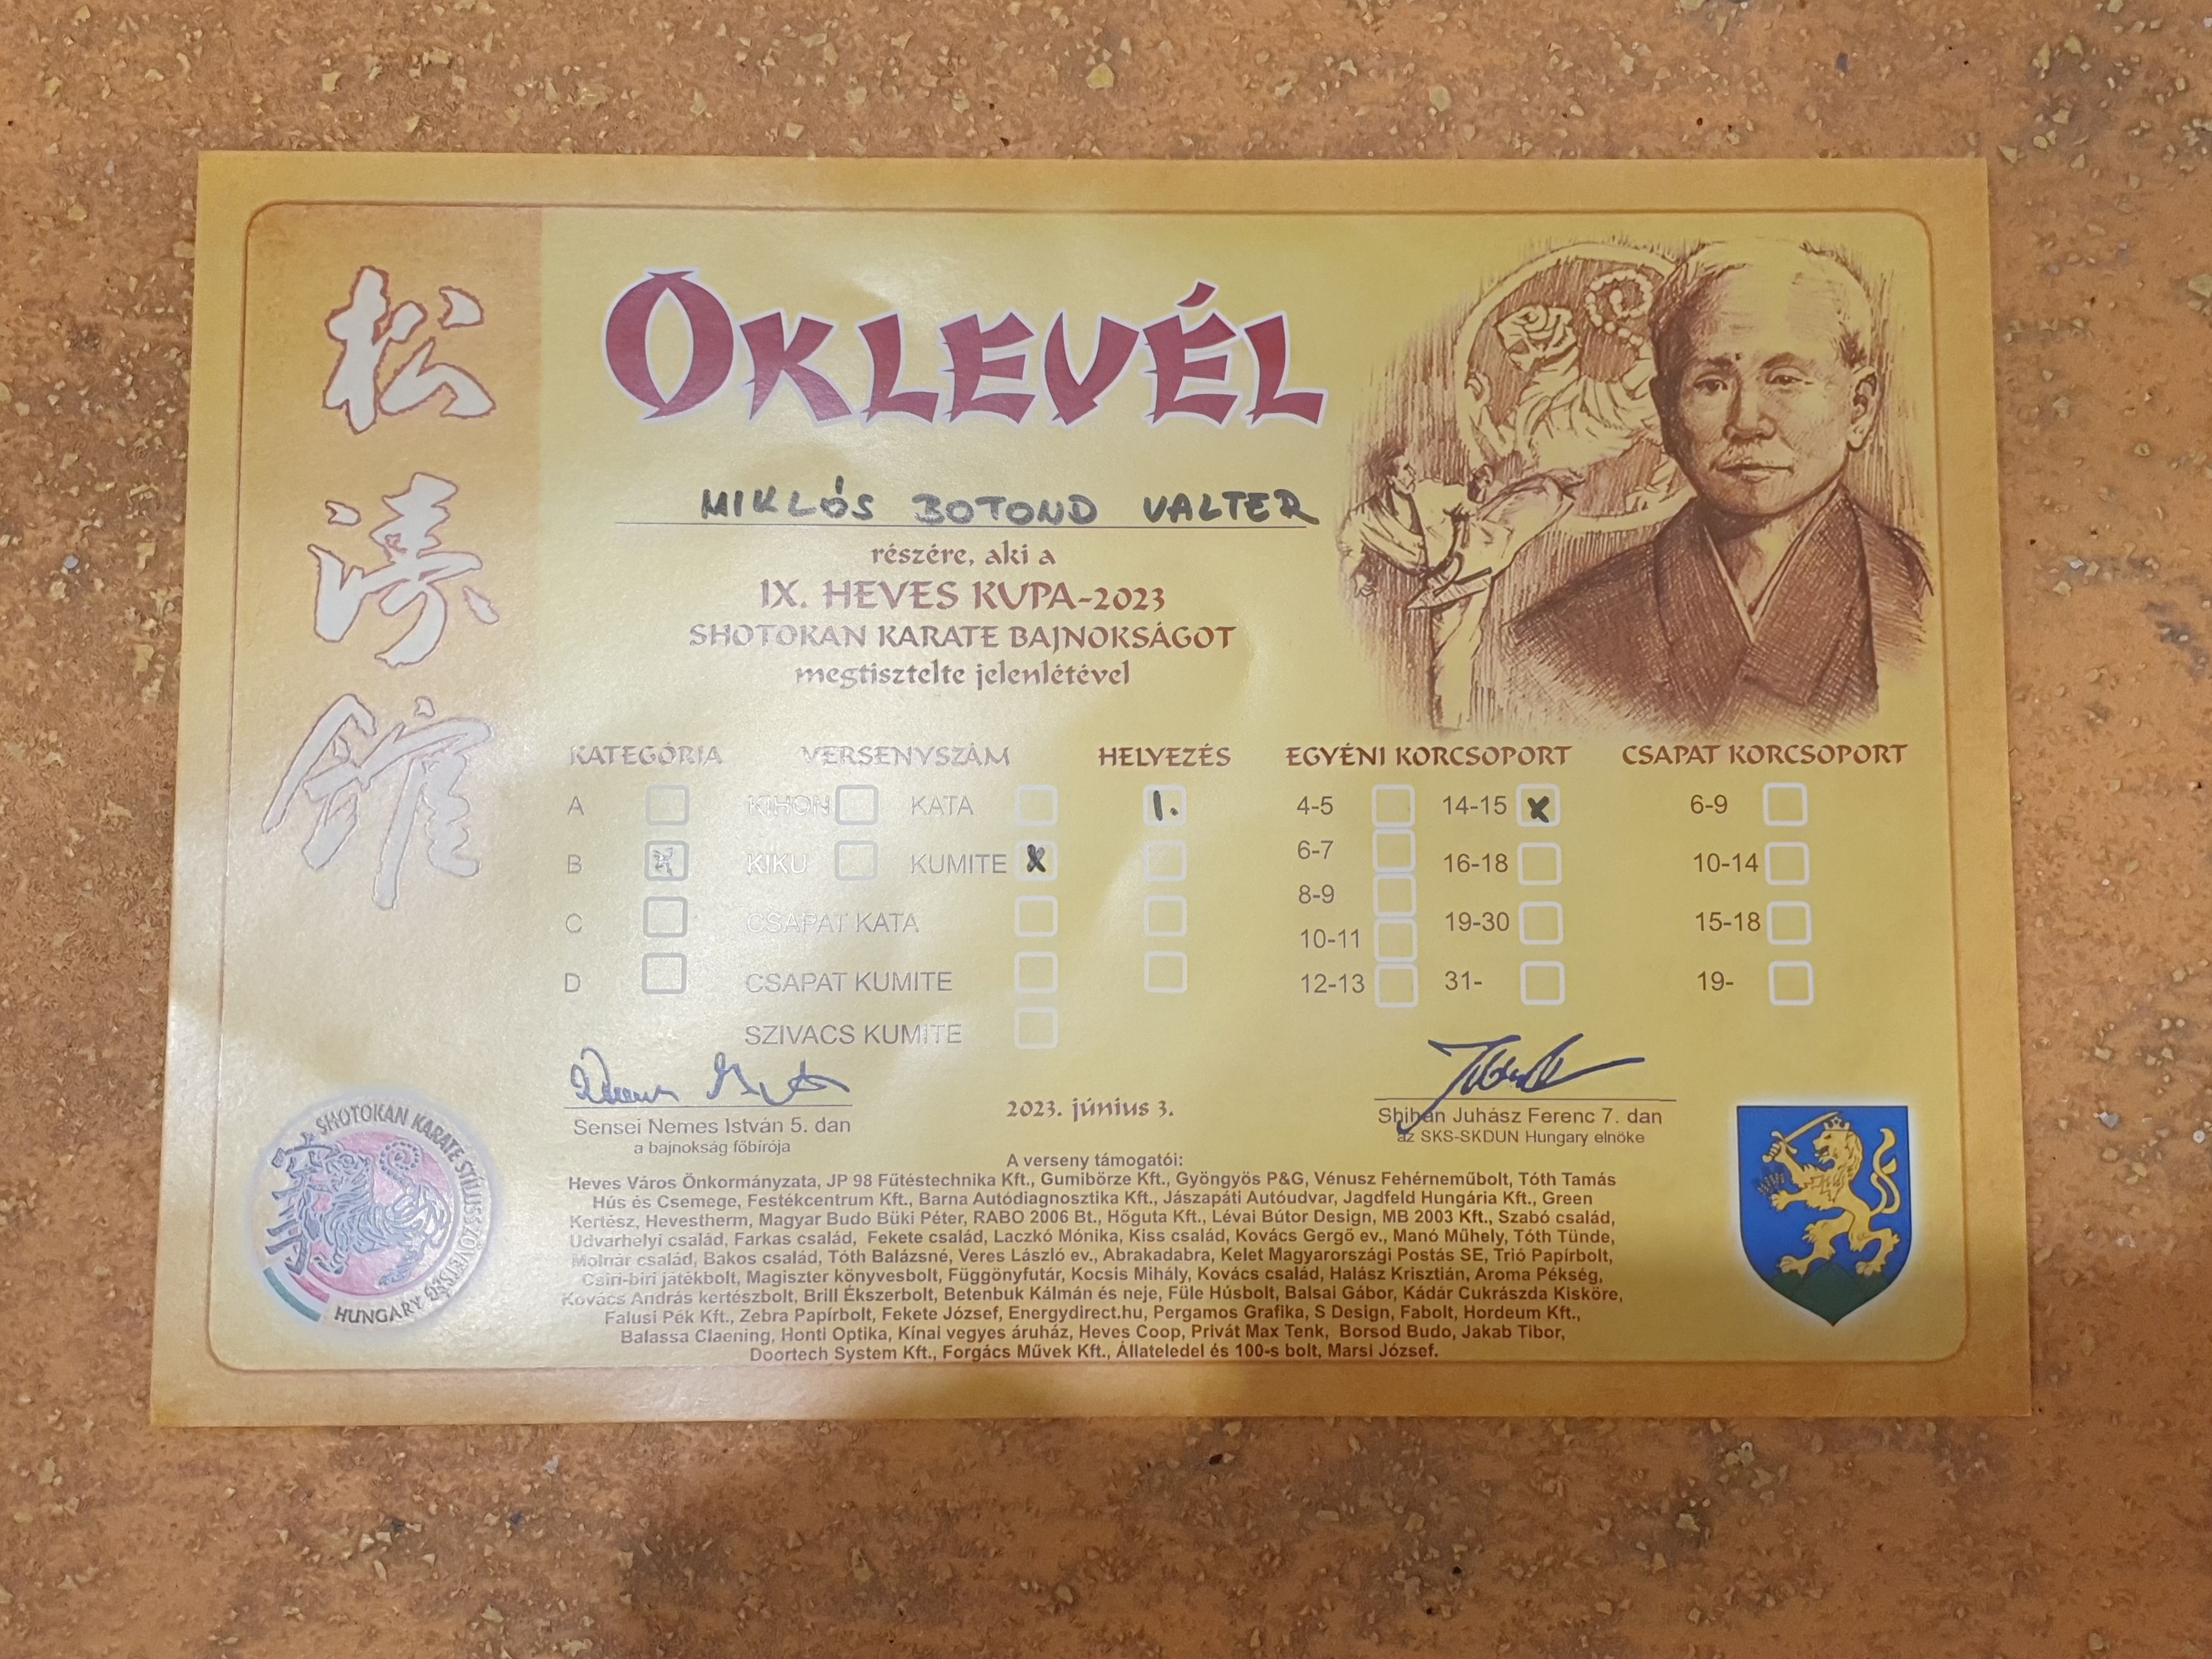 松
濤
館
OKLEVÉL
MIKLÓS BOTOND VALTER
részére, aki a
IX. HEVES KUPA-2023
SHOTOKAN KARATE BAJNOKSÁGOT
megtisztelte jelenlétével
KATEGÓRIA VERSENYSZÁM HELYEZÉS EGYÉNI KORCSOPORT CSAPAT KORCSOPORT
A KIHON KATA 1. 4-5 14-15 X 6-9
B X KIKU KUMITE X 6-7 16-18 10-14
C CSAPAT KATA 8-9 19-30 15-18
D CSAPAT KUMITE 10-11 31- 19-
SZIVACS KUMITE 12-13
Sensei Nemes István 5. dan
a bajnokság főbírója
2023. június 3.
Shihan Juhász Ferenc 7. dan
az SKS-SKDUN Hungary elnöke
A verseny támogatói:
Heves Város Önkormányzata, JP 98 Fűtéstechnika Kft., Gumibörze Kft., Gyöngyös P&G, Vénusz Fehérneműbolt, Tóth Tamás
Hús és Csemege, Festékcentrum Kft., Barna Autódiagnosztika Kft., Jászapáti Autóudvar, Jagdfeld Hungária Kft., Green
Kertész, Hevestherm, Magyar Budo Büki Péter, RABO 2006 Bt., Höguta Kft., Lévai Bútor Design, MB 2003 Kft., Szabó család,
Udvarhelyi család, Farkas család, Fekete család, Laczkó Mónika, Kiss család, Kovács Gergő ev., Manó Műhely, Tóth Tünde,
Molnár család, Bakos család, Tóth Balázsné, Veres László ev., Abrakadabra, Kelet Magyarországi Postás SE, Trió Papírbolt,
Csiri-biri játékbolt, Magiszter könyvesbolt, Függönyfutár, Kocsis Mihály, Kovács család, Halász Krisztián, Aroma Pékség,
Kovács András kertészbolt, Brill Ékszerbolt, Betenbuk Kálmán és neje, Füle Húsbolt, Balsai Gábor, Kádár Cukrászda Kisköre,
Falusi Pék Kft., Zebra Papírbolt, Fekete József, Energydirect.hu, Pergamos Grafika, S Design, Fabolt, Hordeum Kft.,
Balassa Claening, Honti Optika, Kínai vegyes áruház, Heves Coop, Privát Max Tenk, Borsod Budo, Jakab Tibor,
Doortech System Kft., Forgács Művek Kft., Állateledel és 100-s bolt, Marsi József.
SHOTOKAN KARATE STÍLUSSZÖVETSÉG
HUNGARY